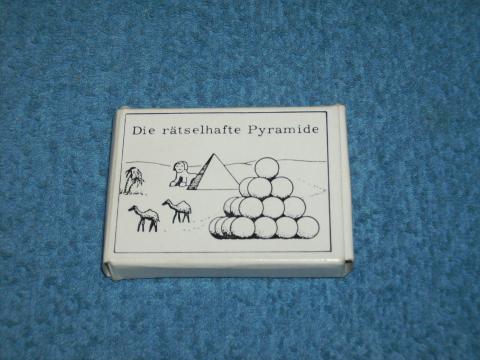 Die rätselhafte Pyramide